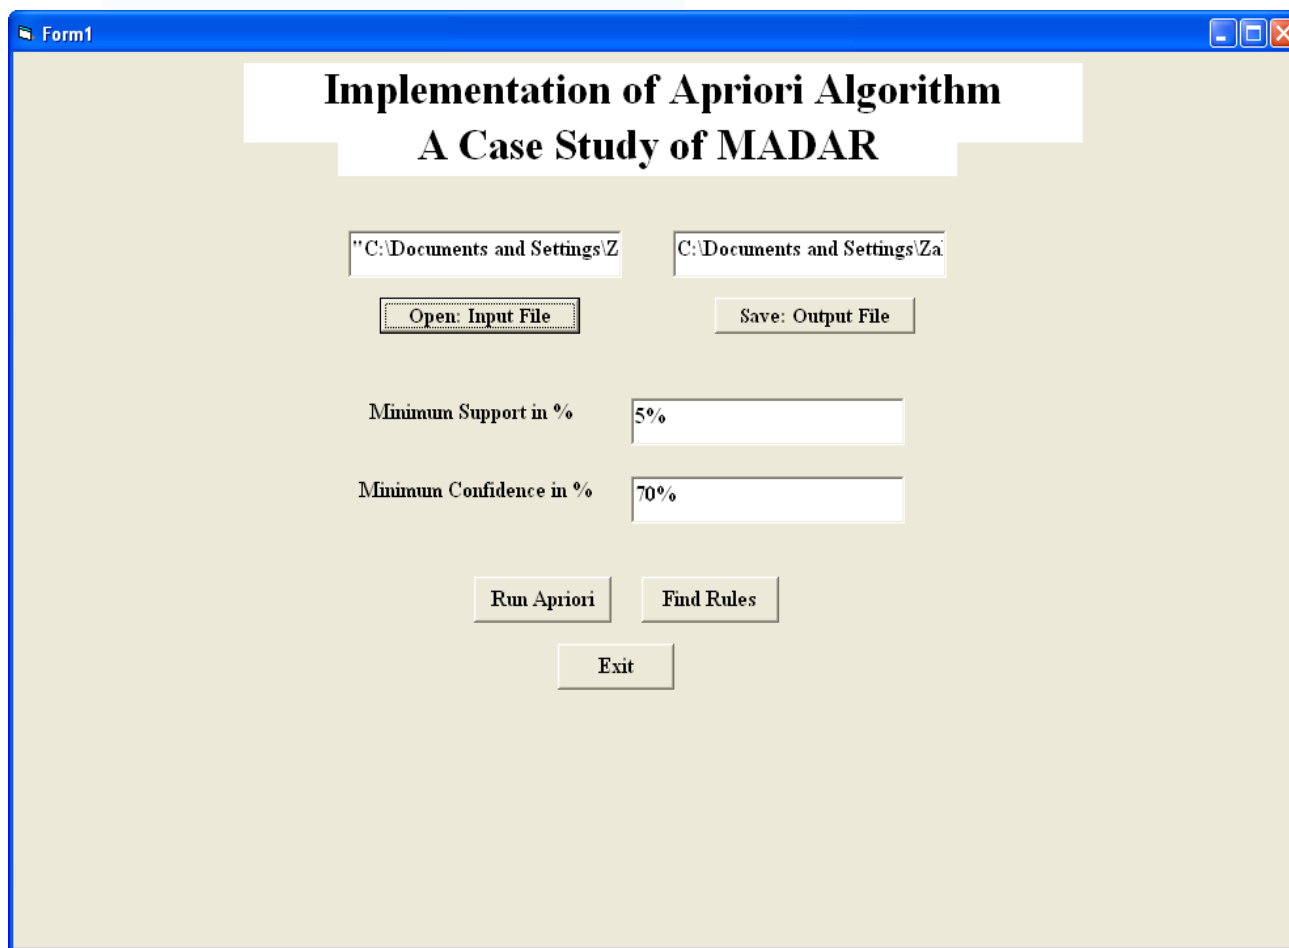 Form1
Implementation of Apriori Algorithm
A Case Study of MADAR
"C:\Documents and Settings\Z
C:\Documents and Settings\Za
Open: Input File
Save: Output File
Minimum Support in %
5%
Minimum Confidence in %
70%
Run Apriori
Find Rules
Exit